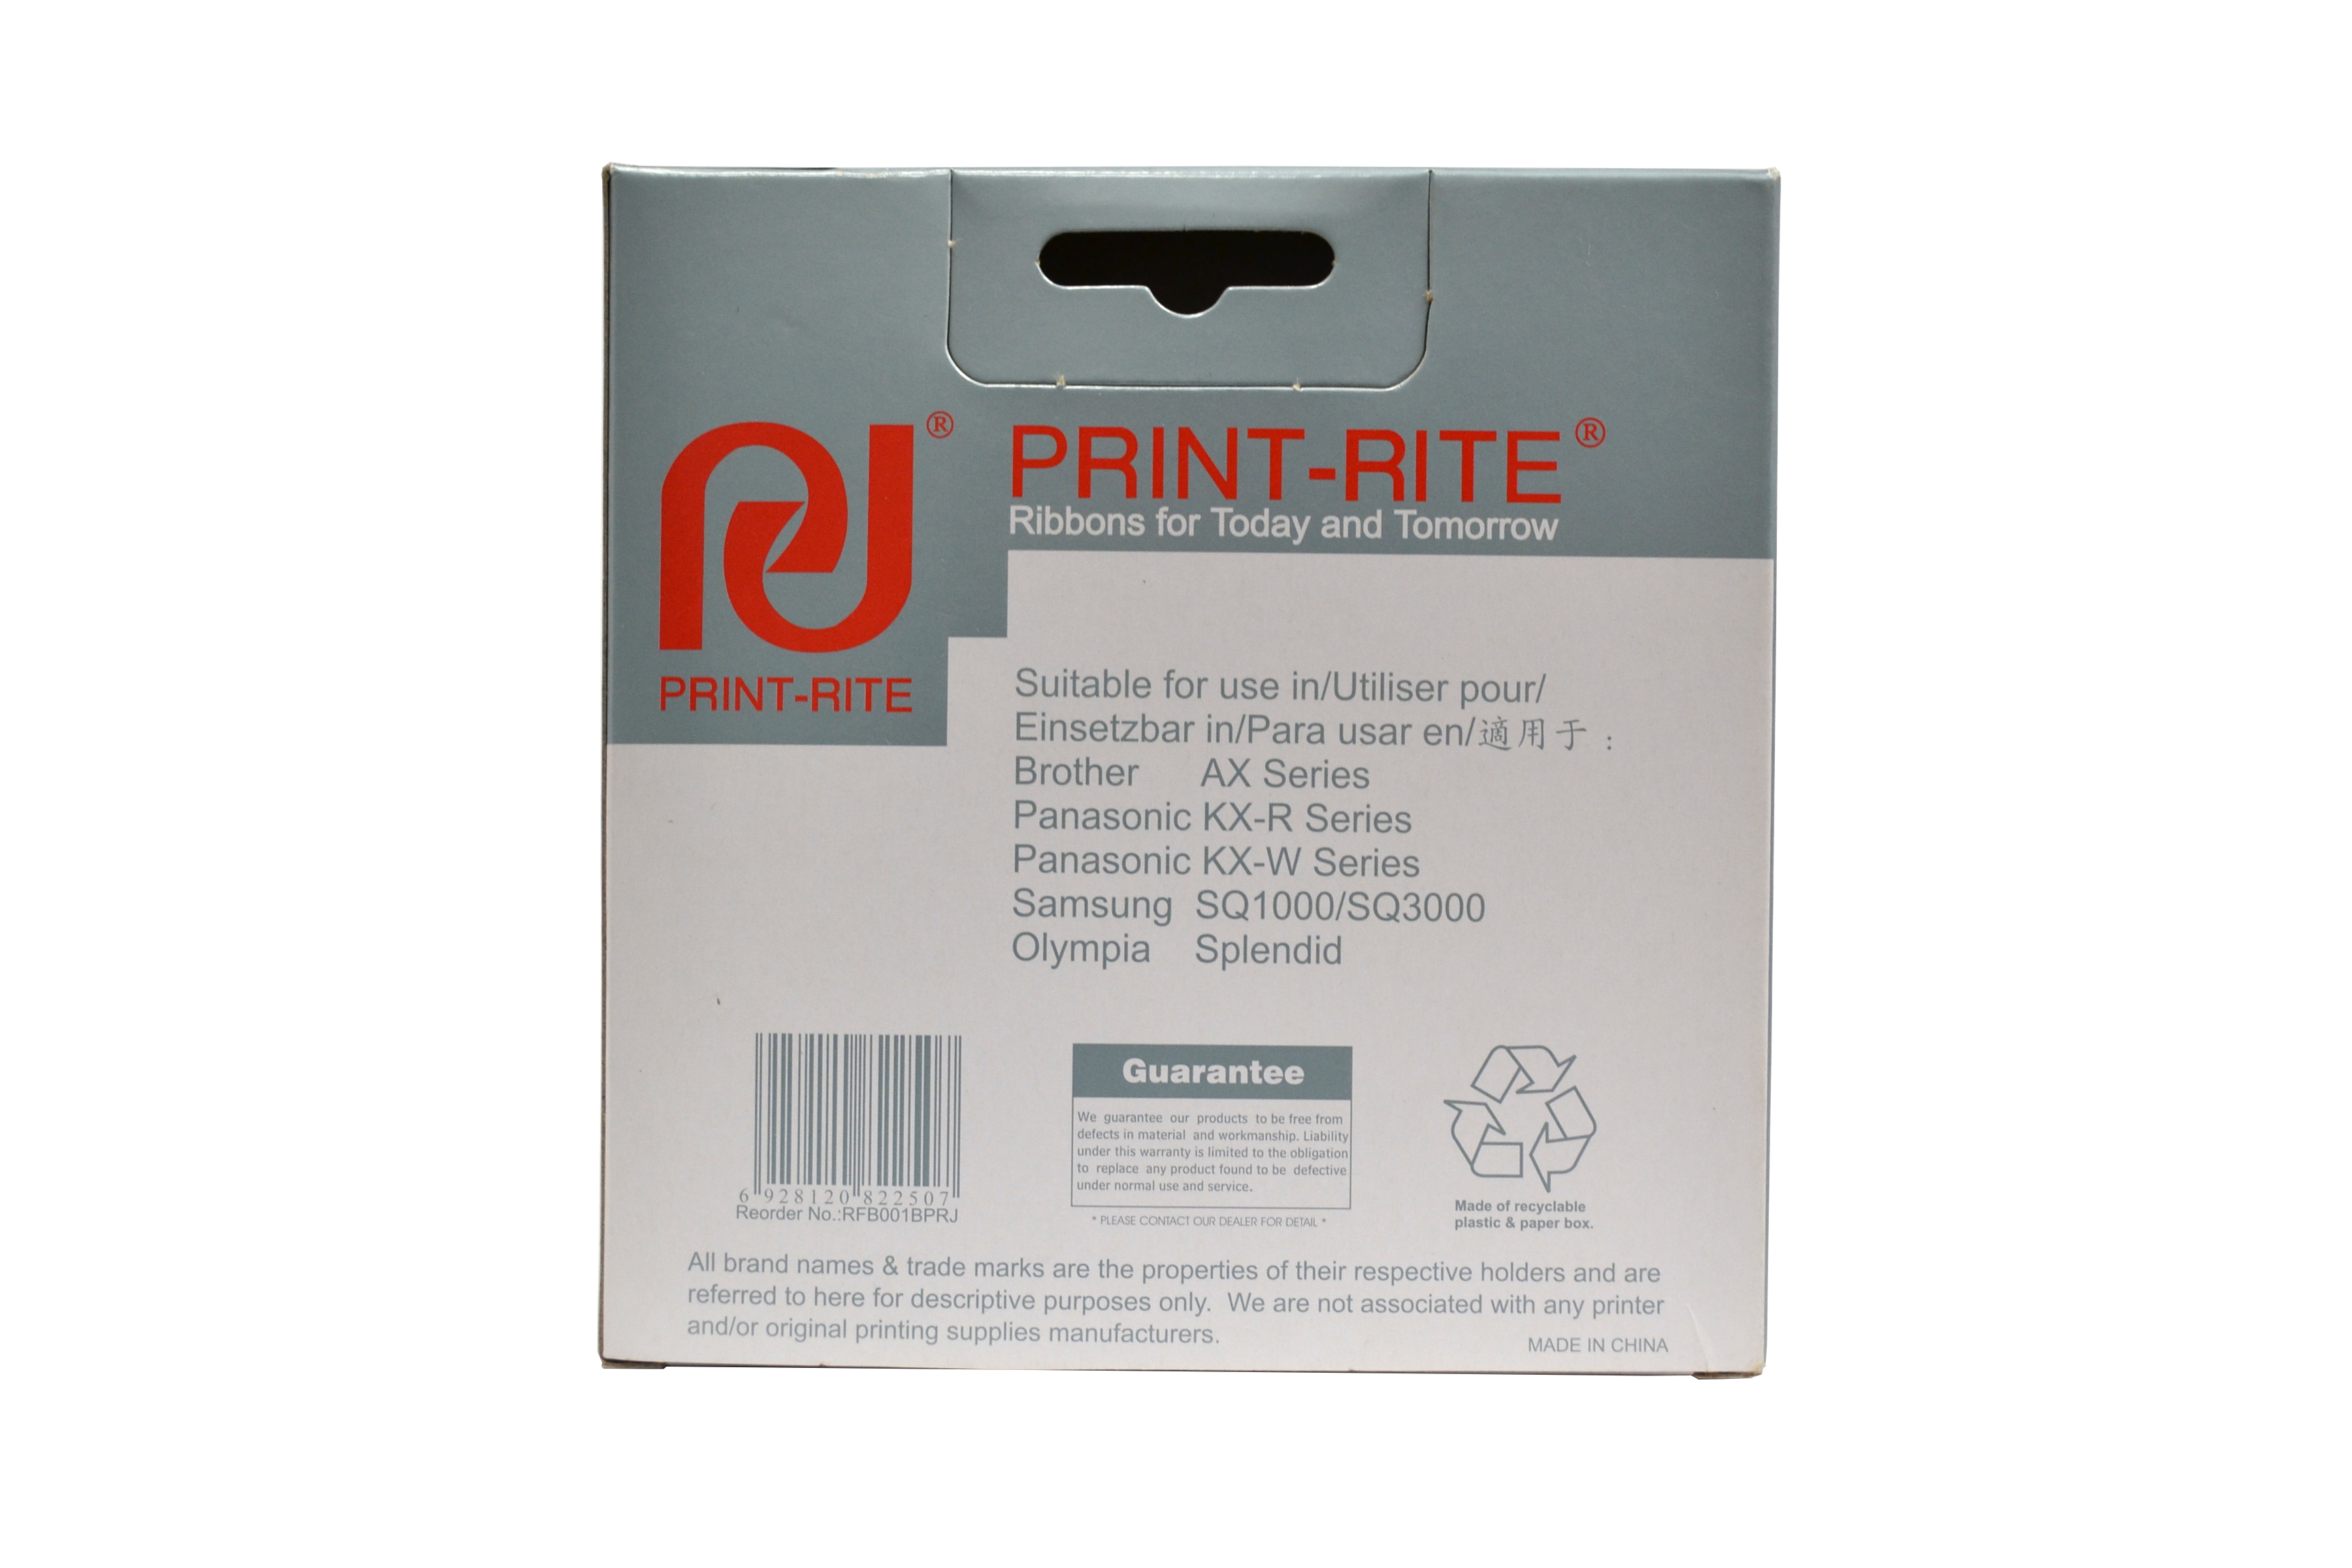 ®
PRINT-RITE®
Ribbons for Today and Tomorrow
PRINT-RITE
Suitable for use in/Utiliser pour/
Einsetzbar in/Para usar en/適用于：
Brother AX Series
Panasonic KX-R Series
Panasonic KX-W Series
Samsung SQ1000/SQ3000
Olympia Splendid
6 928120 822507
Reorder No.:RFB001BPRJ
Guarantee
We guarantee our products to be free from
defects in material and workmanship. Liability
under this warranty is limited to the obligation
to replace any product found to be defective
under normal use and service.
* PLEASE CONTACT OUR DEALER FOR DETAIL *
Made of recyclable
plastic & paper box.
All brand names & trade marks are the properties of their respective holders and are
referred to here for descriptive purposes only. We are not associated with any printer
and/or original printing supplies manufacturers.
MADE IN CHINA